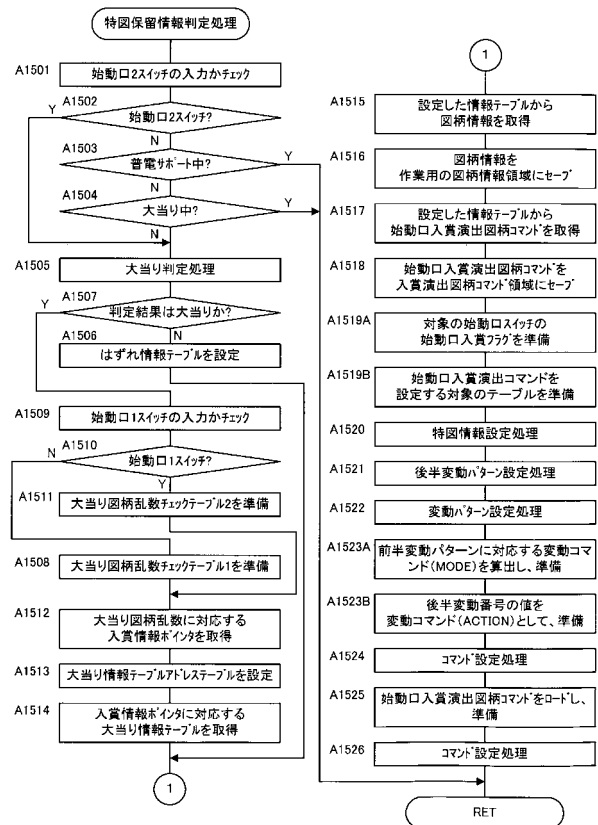 特図保留情報判定処理
A1501
始動口2スイッチの入力かチェック
A1502
Y
始動口2スイッチ?
N
A1503
普電サポート中?
Y
N
A1504
大当り中?
Y
N
A1505
大当り判定処理
A1507
Y
判定結果は大当りか?
N
A1506
はずれ情報テーブルを設定
A1509
始動口1スイッチの入力かチェック
A1510
N
始動口1スイッチ?
Y
A1511
大当り図柄乱数チェックテーブル2を準備
A1508
大当り図柄乱数チェックテーブル1を準備
A1512
大当り図柄乱数に対応する
入賞情報ポインタを取得
A1513
大当り情報テーブルアドレステーブルを設定
A1514
入賞情報ポインタに対応する
大当り情報テーブルを取得
1
1
A1515
設定した情報テーブルから
図柄情報を取得
A1516
図柄情報を
作業用の図柄情報領域にセーブ
A1517
設定した情報テーブルから
始動口入賞演出図柄コマンドを取得
A1518
始動口入賞演出図柄コマンドを
入賞演出図柄コマンド領域にセーブ
A1519A
対象の始動口スイッチの
始動口入賞フラグを準備
A1519B
始動口入賞演出コマンドを
設定する対象のテーブルを準備
A1520
特図情報設定処理
A1521
後半変動パターン設定処理
A1522
変動パターン設定処理
A1523A
前半変動パターンに対応する変動コ
マンド(MODE)を算出し、準備
A1523B
後半変動番号の値を
変動コマンド(ACTION)として、準備
A1524
コマンド設定処理
A1525
始動口入賞演出図柄コマンドをロードし、
準備
A1526
コマンド設定処理
RET